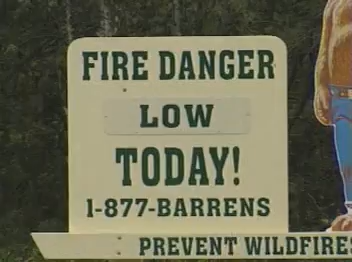 FIRE DANGER
LOW
TODAY!
1-877-BARRENS
PREVENT WILDFIRES